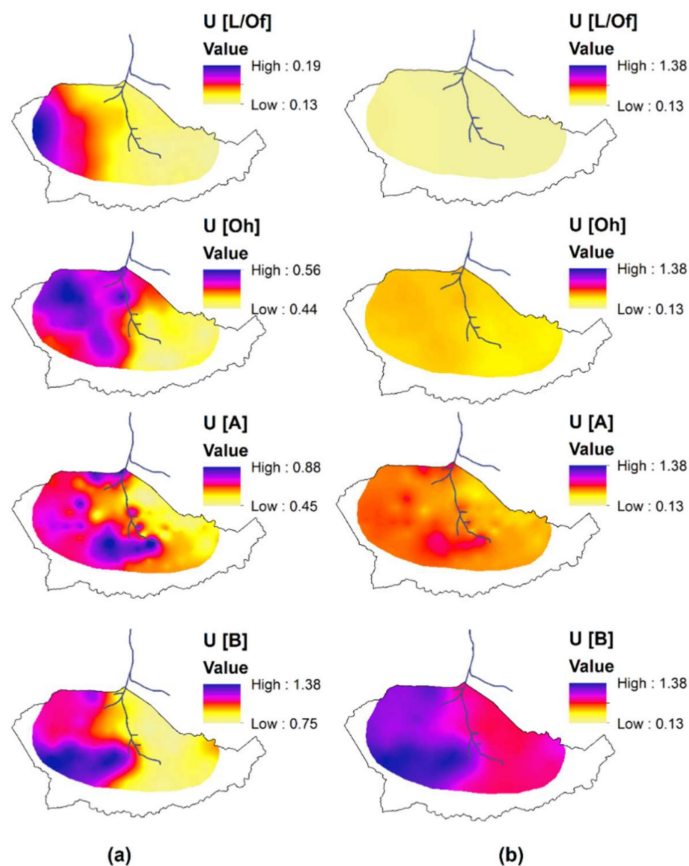 U [L/Of]
Value
High : 0.19
Low : 0.13
U [L/Of]
Value
High : 1.38
Low : 0.13
U [Oh]
Value
High : 0.56
Low : 0.44
U [Oh]
Value
High : 1.38
Low : 0.13
U [A]
Value
High : 0.88
Low : 0.45
U [A]
Value
High : 1.38
Low : 0.13
U [B]
Value
High : 1.38
Low : 0.75
U [B]
Value
High : 1.38
Low : 0.13
(a)
(b)